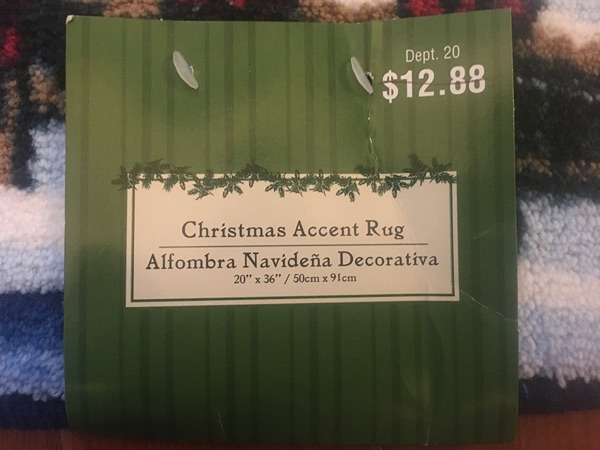 Dept. 20
$12.88
Christmas Accent Rug
Alfombra Navideña Decorativa
20" x 36" / 50cm x 91cm